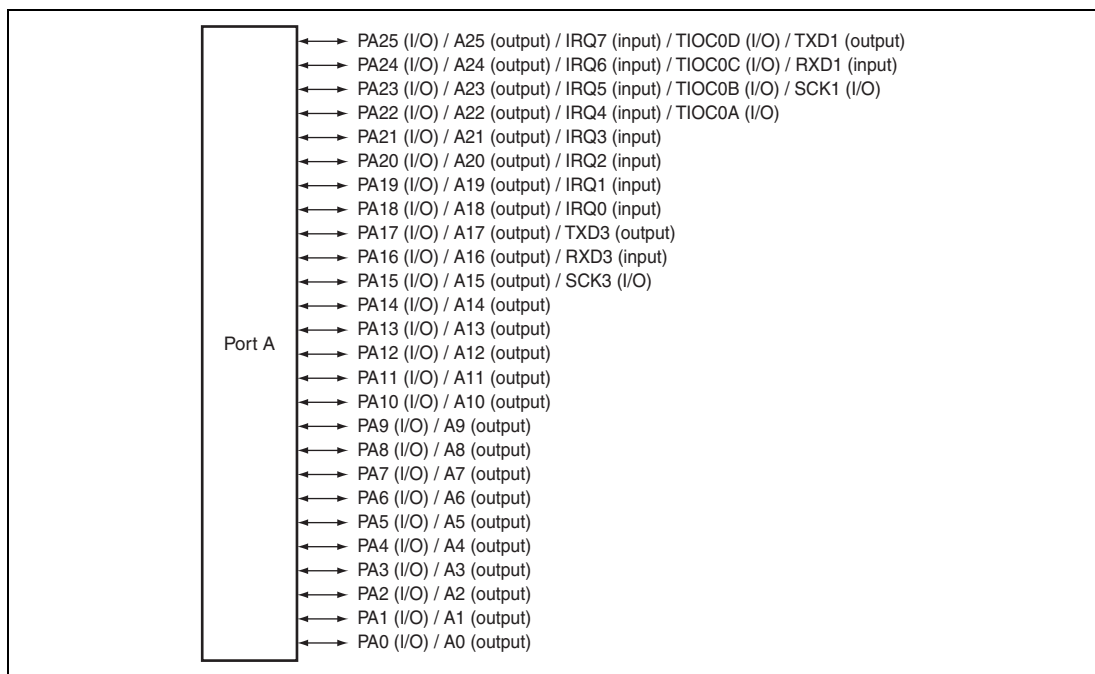 PA25 (I/O) / A25 (output) / IRQ7 (input) / TIOC0D (I/O) / TXD1 (output)
PA24 (I/O) / A24 (output) / IRQ6 (input) / TIOC0C (I/O) / RXD1 (input)
PA23 (I/O) / A23 (output) / IRQ5 (input) / TIOC0B (I/O) / SCK1 (I/O)
PA22 (I/O) / A22 (output) / IRQ4 (input) / TIOC0A (I/O)
PA21 (I/O) / A21 (output) / IRQ3 (input)
PA20 (I/O) / A20 (output) / IRQ2 (input)
PA19 (I/O) / A19 (output) / IRQ1 (input)
PA18 (I/O) / A18 (output) / IRQ0 (input)
PA17 (I/O) / A17 (output) / TXD3 (output)
PA16 (I/O) / A16 (output) / RXD3 (input)
PA15 (I/O) / A15 (output) / SCK3 (I/O)
PA14 (I/O) / A14 (output)
PA13 (I/O) / A13 (output)
Port A
PA12 (I/O) / A12 (output)
PA11 (I/O) / A11 (output)
PA10 (I/O) / A10 (output)
PA9 (I/O) / A9 (output)
PA8 (I/O) / A8 (output)
PA7 (I/O) / A7 (output)
PA6 (I/O) / A6 (output)
PA5 (I/O) / A5 (output)
PA4 (I/O) / A4 (output)
PA3 (I/O) / A3 (output)
PA2 (I/O) / A2 (output)
PA1 (I/O) / A1 (output)
PA0 (I/O) / A0 (output)